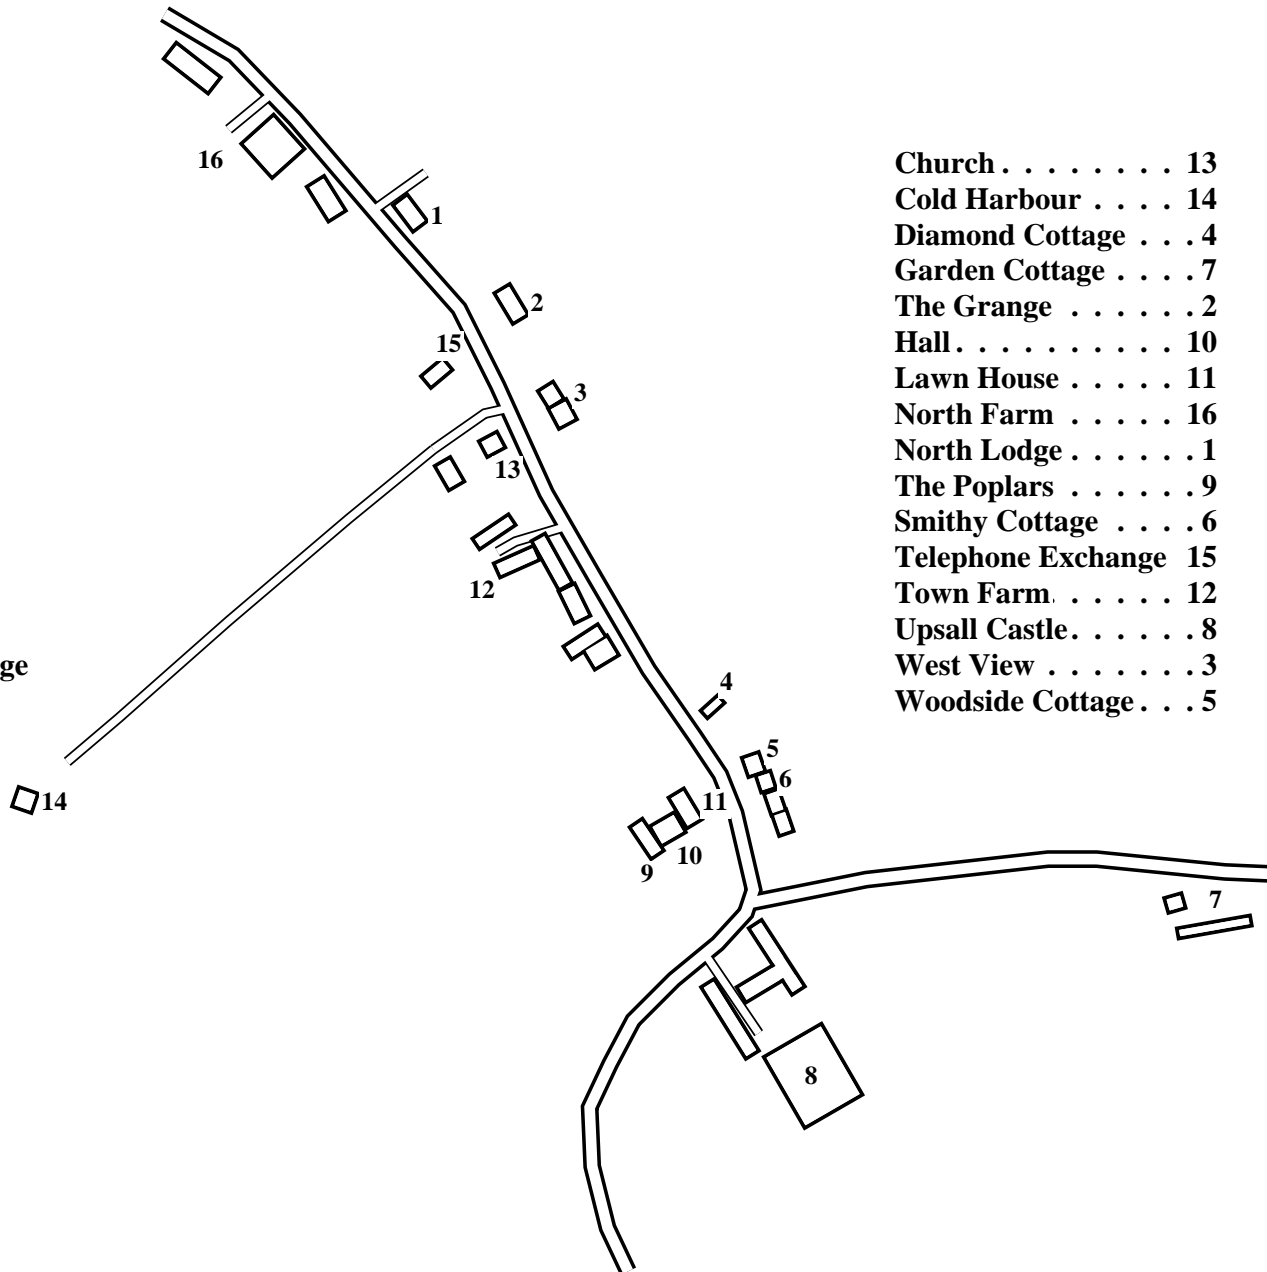 16
1
2
15
3
13
12
4
5
6
11
10
9
14
7
8
ge
Church . . . . . . . . 13
Cold Harbour . . . . 14
Diamond Cottage . . . 4
Garden Cottage . . . . 7
The Grange . . . . . . 2
Hall . . . . . . . . . . 10
Lawn House . . . . . 11
North Farm . . . . . 16
North Lodge . . . . . . 1
The Poplars . . . . . . 9
Smithy Cottage . . . . 6
Telephone Exchange 15
Town Farm. . . . . . 12
Upsall Castle . . . . . . 8
West View . . . . . . . 3
Woodside Cottage . . . 5